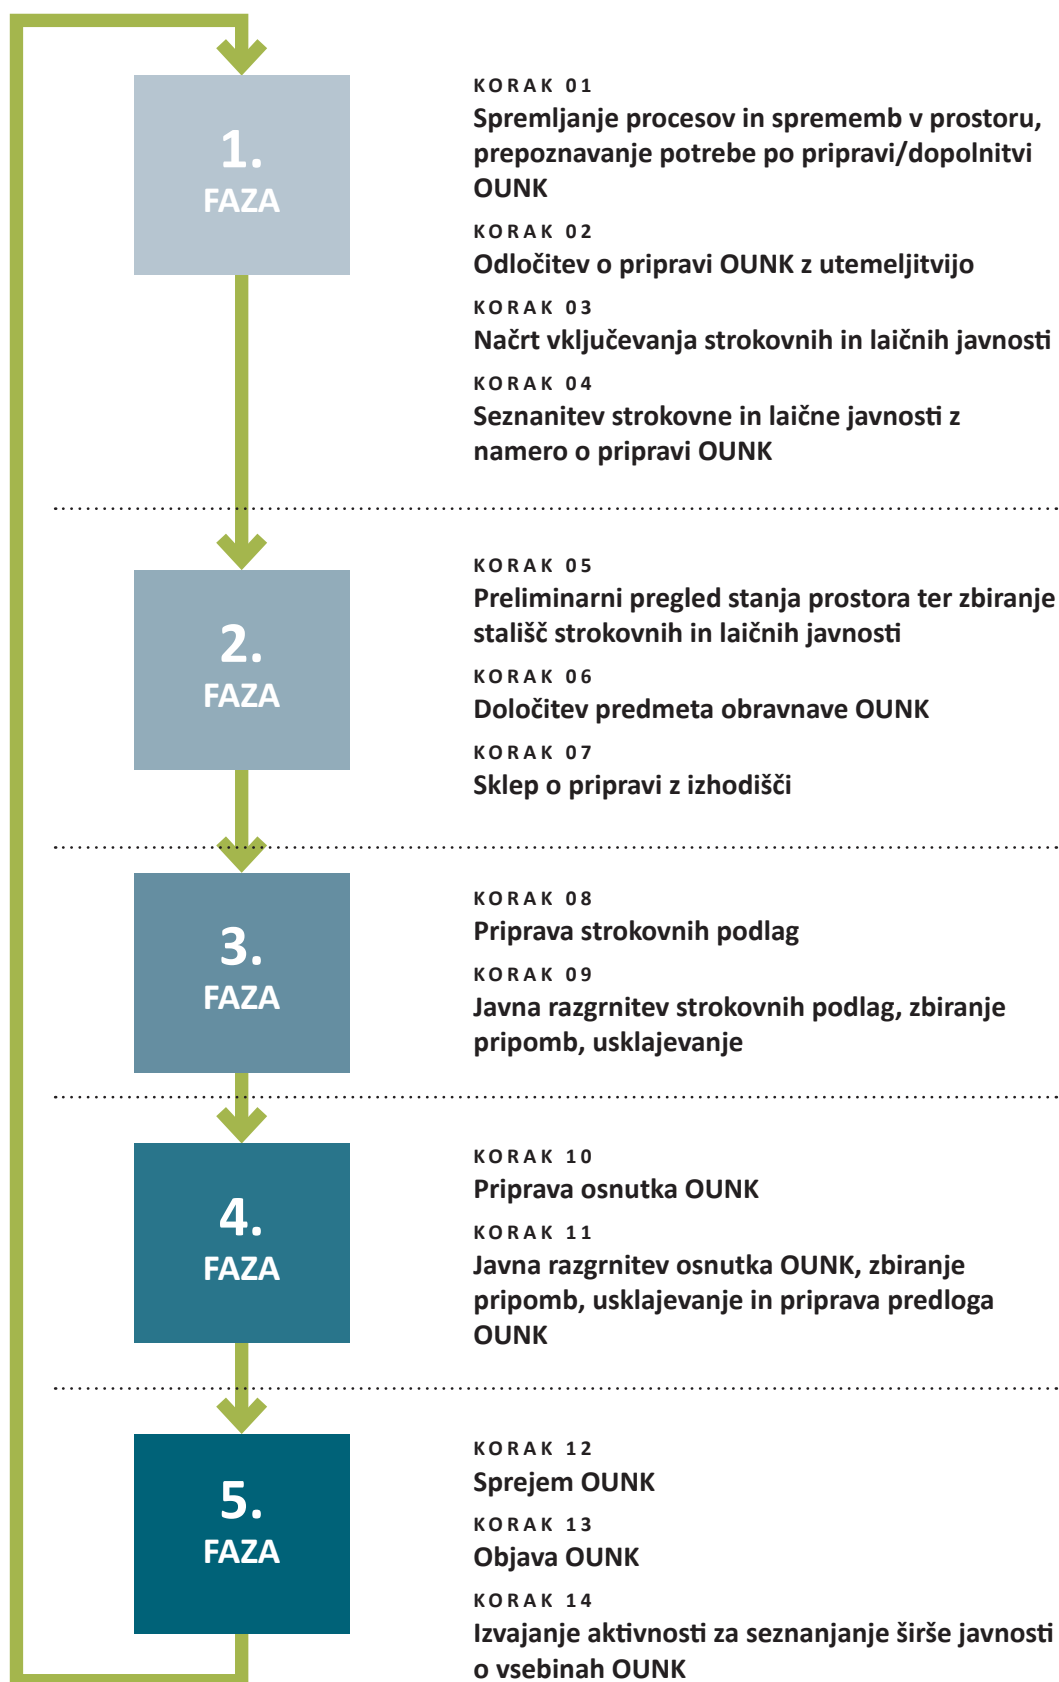 1.
FAZA
KORAK 01
Spremljanje procesov in sprememb v prostoru,
prepoznavanje potrebe po pripravi/dopolnitvi
OUNK
KORAK 02
Odločitev o pripravi OUNK z utemeljitvijo
KORAK 03
Načrt vključevanja strokovnih in laičnih javnosti
KORAK 04
Seznanitev strokovne in laične javnosti z
namero o pripravi OUNK
2.
FAZA
KORAK 05
Preliminarni pregled stanja prostora ter zbiranje
stališč strokovnih in laičnih javnosti
KORAK 06
Določitev predmeta obravnave OUNK
KORAK 07
Sklep o pripravi z izhodišči
3.
FAZA
KORAK 08
Priprava strokovnih podlag
KORAK 09
Javna razgrnitev strokovnih podlag, zbiranje
pripomb, usklajevanje
4.
FAZA
KORAK 10
Priprava osnutka OUNK
KORAK 11
Javna razgrnitev osnutka OUNK, zbiranje
pripomb, usklajevanje in priprava predloga
OUNK
5.
FAZA
KORAK 12
Sprejem OUNK
KORAK 13
Objava OUNK
KORAK 14
Izvajanje aktivnosti za seznanjanje širše javnosti
o vsebinah OUNK